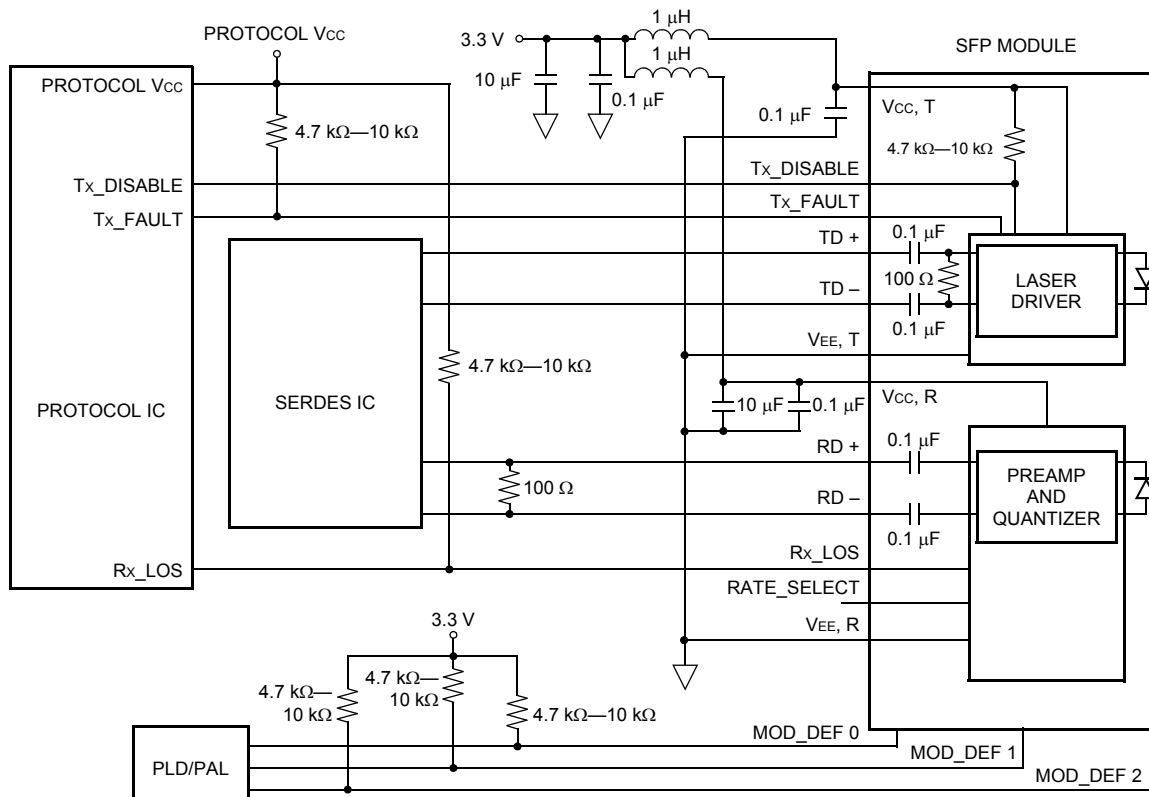 PROTOCOL VCC
3.3 V
1 μH
1 μH
SFP MODULE
10 μF
0.1 μF
0.1 μF
PROTOCOL VCC
4.7 kΩ—10 kΩ
VCC, T
4.7 kΩ—10 kΩ
TX_DISABLE
TX_DISABLE
TX_FAULT
TX_FAULT
TD +
0.1 μF
100 Ω
LASER
DRIVER
TD –
0.1 μF
VEE, T
4.7 kΩ—10 kΩ
PROTOCOL IC
SERDES IC
10 μF
0.1 μF
VCC, R
RD +
0.1 μF
100 Ω
PREAMP
AND
QUANTIZER
RD –
0.1 μF
RX_LOS
RX_LOS
RATE_SELECT
VEE, R
3.3 V
4.7 kΩ—
10 kΩ
4.7 kΩ—
10 kΩ
4.7 kΩ—10 kΩ
MOD_DEF 0
MOD_DEF 1
MOD_DEF 2
PLD/PAL